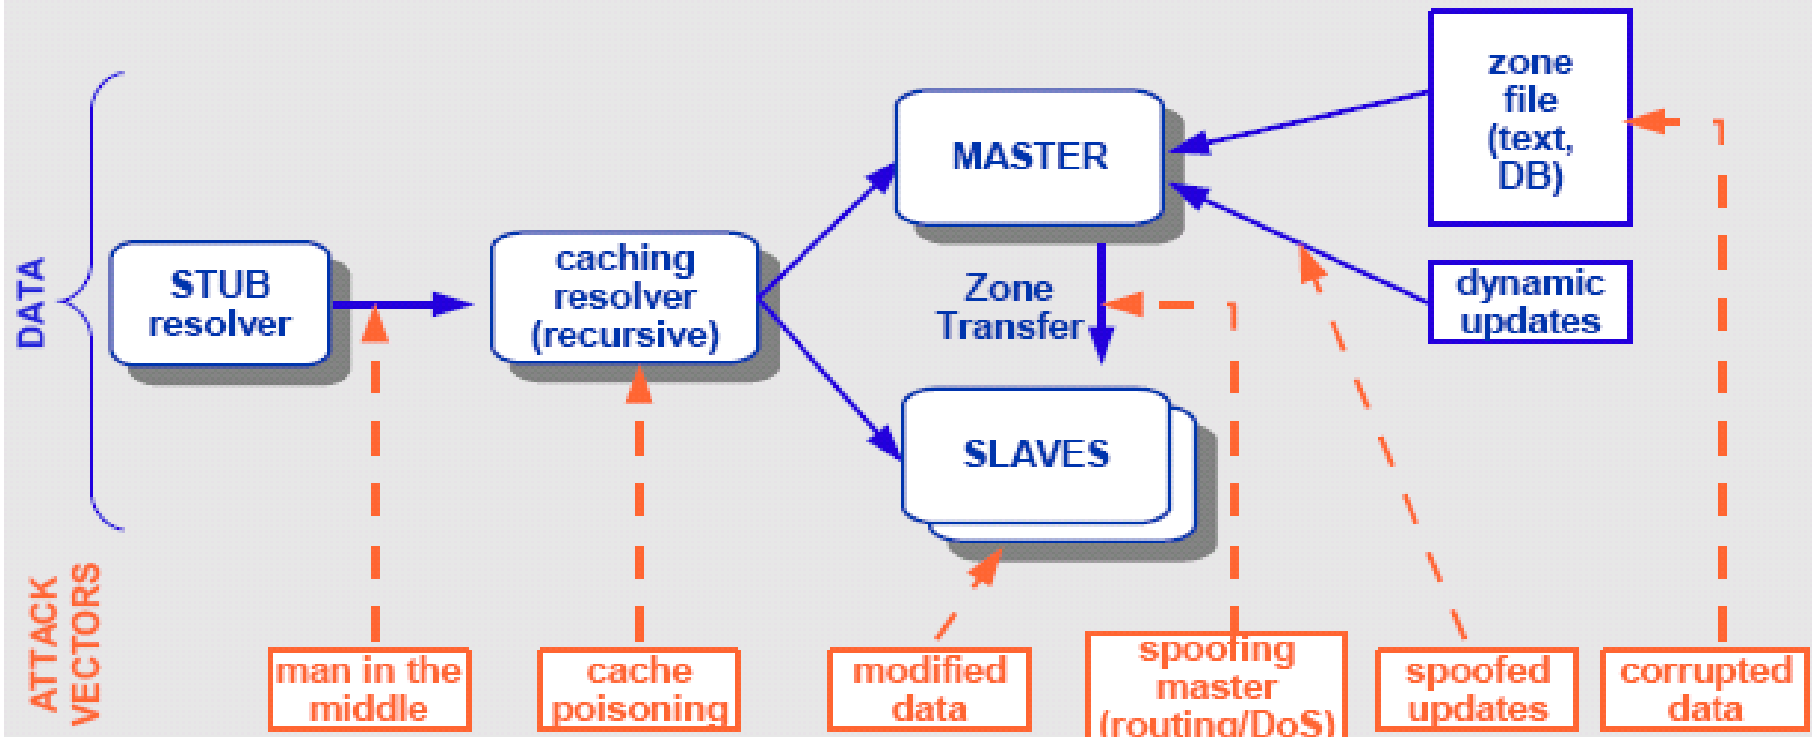 zone
file
(text,
DB)
MASTER
DATA
STUB
resolver
caching
resolver
(recursive)
Zone
Transfer
dynamic
updates
SLAVES
ATTACK
VECTORS
man in the
middle
cache
poisoning
modified
data
spoofing
master
(routing/DoS)
spoofed
updates
corrupted
data